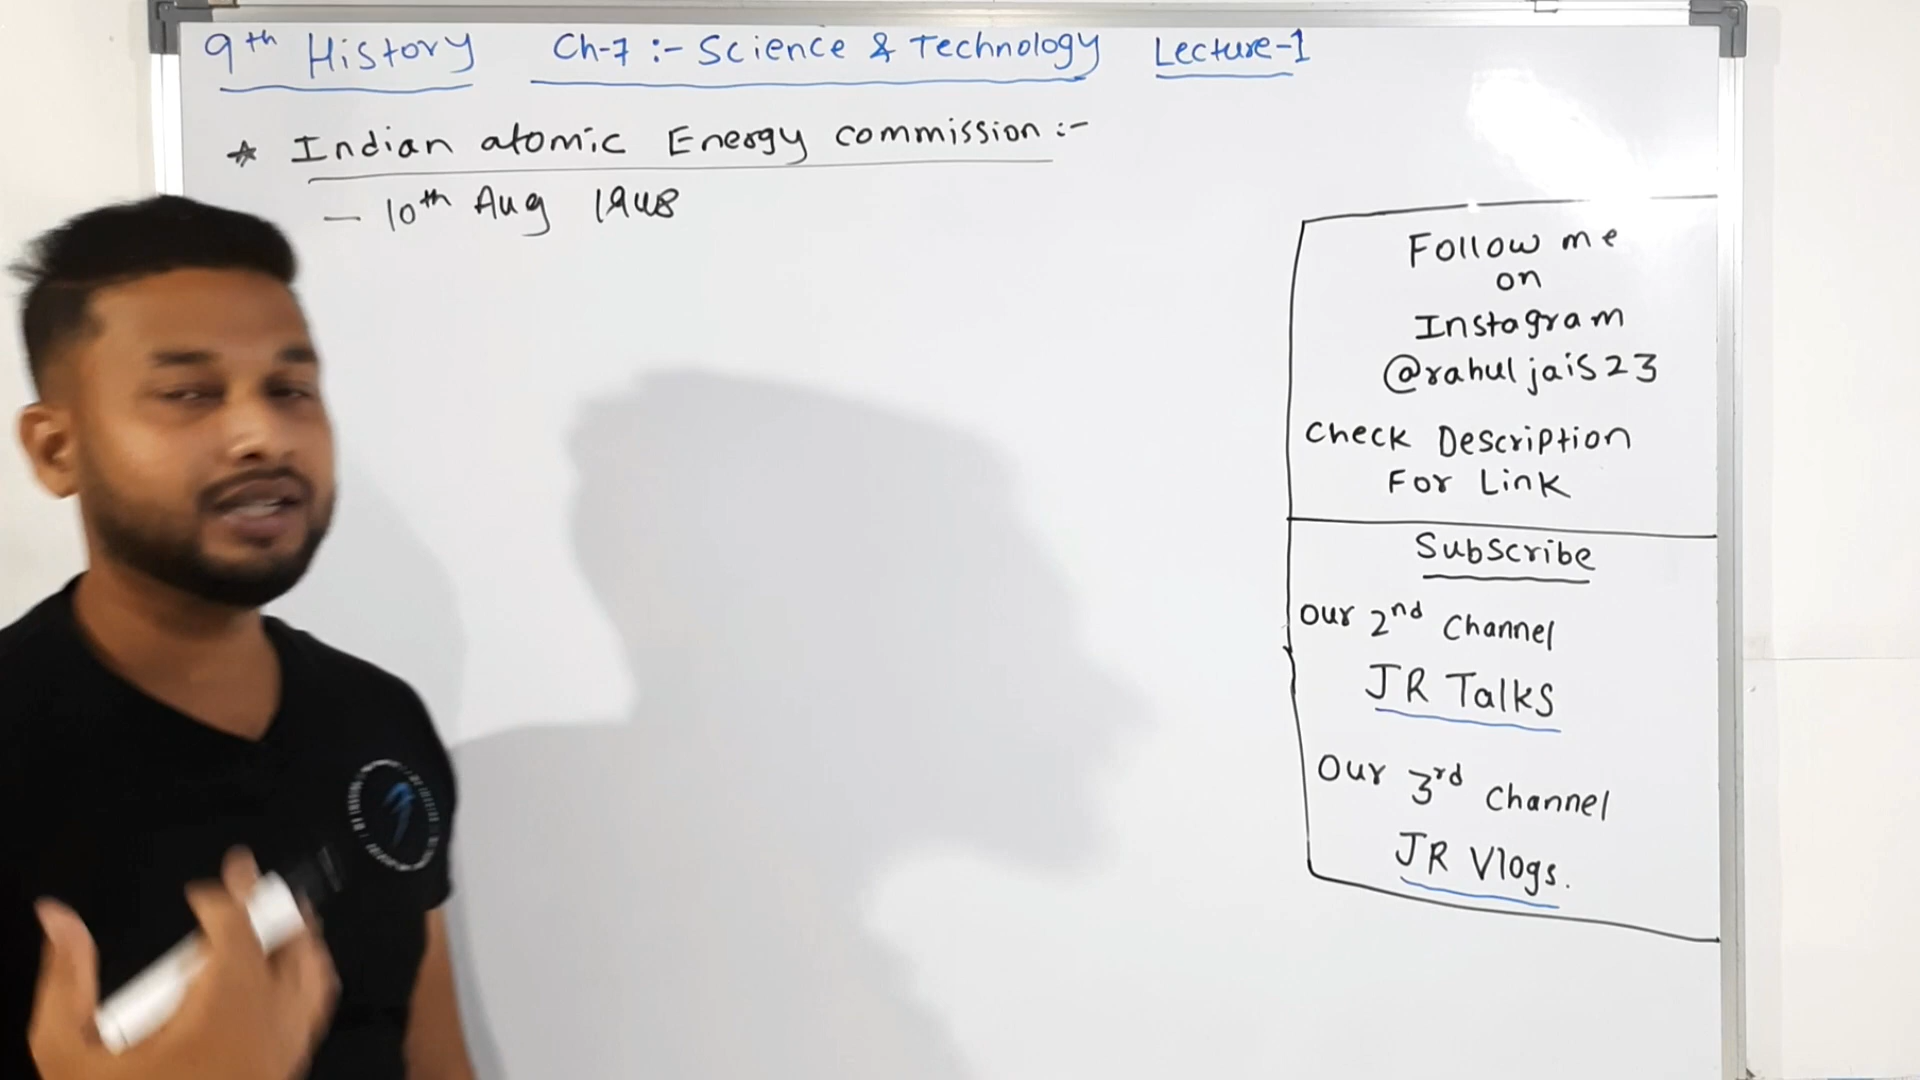 9th History Ch-7 :- Science & Technology Lecture-1
* Indian atomic Energy commission :-
- 10th Aug 1948
Follow me
on
Instagram
@rahuljais23
Check Description
For Link
Subscribe
Our 2nd Channel
JR Talks
Our 3rd Channel
JR Vlogs.